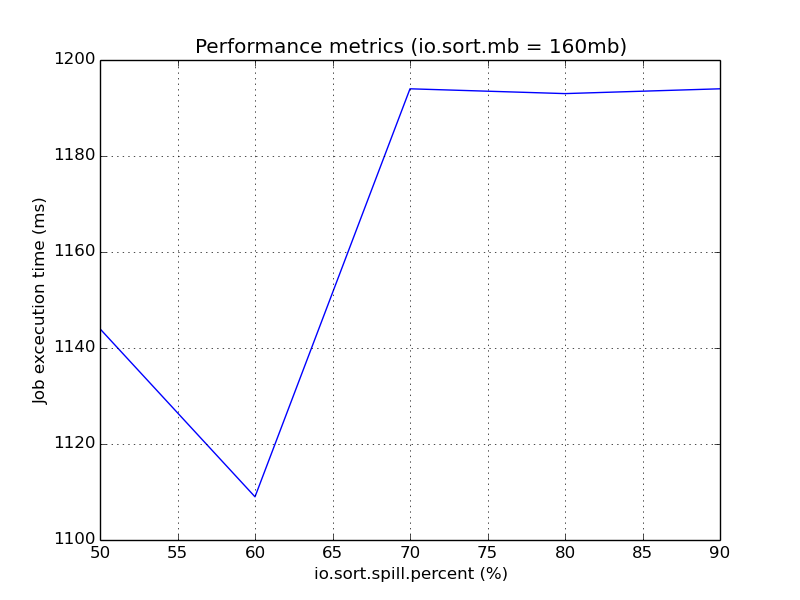 Performance metrics (io.sort.mb = 160mb)
1200
1180
1160
1140
1120
1100
Job excecution time (ms)
50 55 60 65 70 75 80 85 90
io.sort.spill.percent (%)